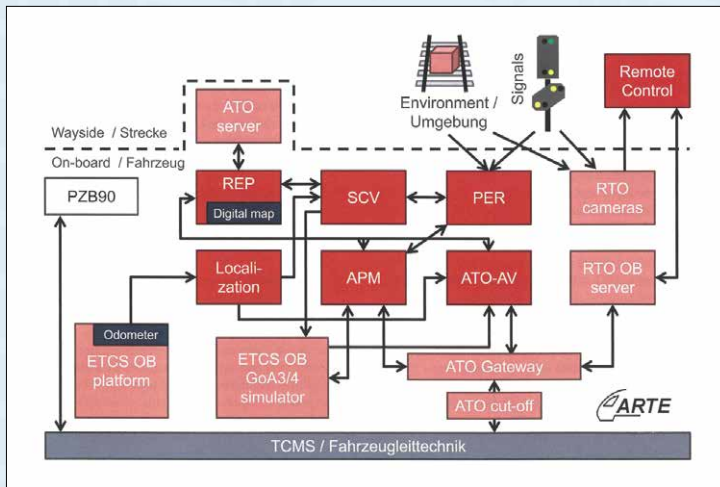 Signals
Remote
Control
ATO
server
Environment /
Umgebung
Wayside / Strecke
On-board / Fahrzeug
PZB90
REP
Digital map
SCV
PER
RTO
cameras
Locali-
zation
APM
ATO-AV
RTO OB
server
Odometer
ETCS OB
platform
ETCS OB
GoA3/4
simulator
ATO Gateway
ATO cut-off
ARTE
TCMS / Fahrzeugleittechnik